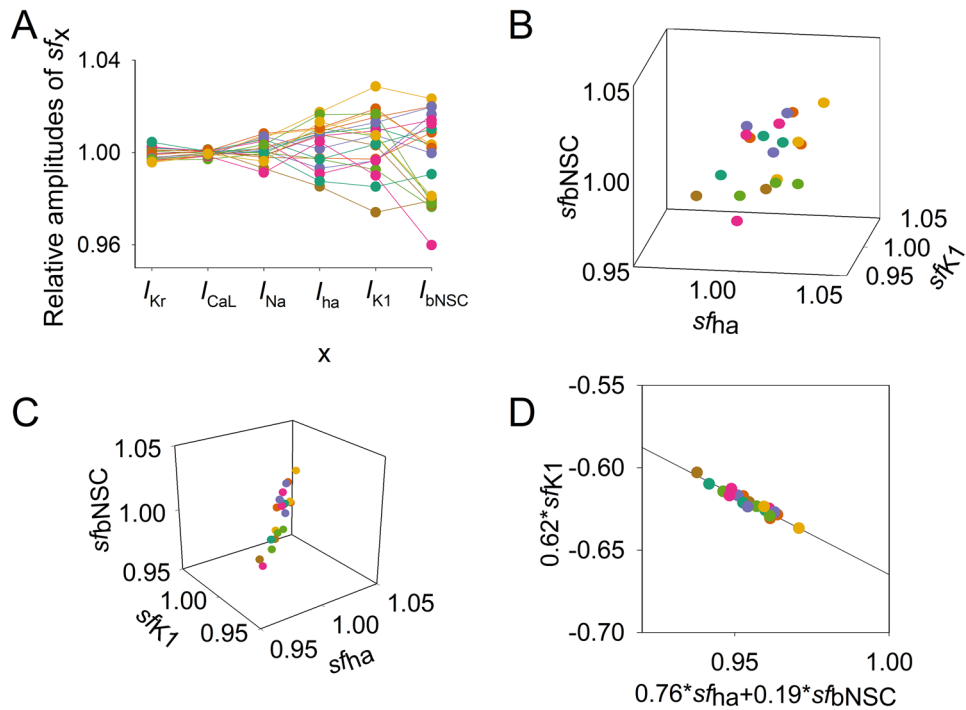 A
Relative amplitudes of sfx
1.04
1.00
0.96
IKr ICaL INa Iha IK1 IbNSC
x
B
sfbNSC
1.05
1.00
0.95
1.00
1.05
sfha
0.95
1.00
1.05
sfK1
C
sfbNSC
1.05
1.00
0.95
1.00
0.95
sfK1
0.95
1.00
1.05
sfha
D
0.62*sfK1
-0.55
-0.60
-0.65
-0.70
0.95 1.00
0.76*sfha+0.19*sfbNSC